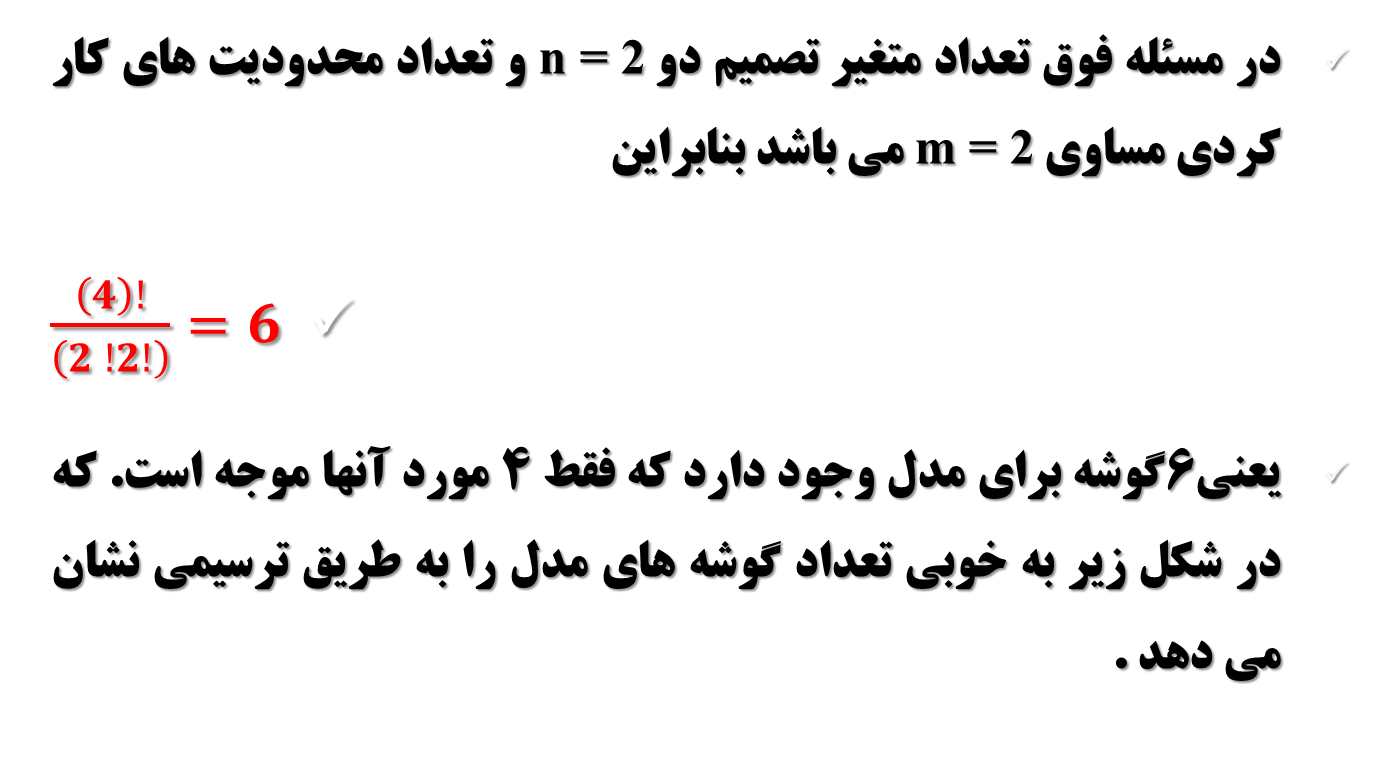 ✓ در مسئله فوق تعداد متغیر تصمیم دو n = 2 و تعداد محدودیت های کار
کردی مساوی m = 2 می باشد بنابراین
✓ (4)!/(2 !2!) = 6
✓ یعنی۶گوشه برای مدل وجود دارد که فقط ۴ مورد آنها موجه است. که
در شکل زیر به خوبی تعداد گوشه های مدل را به طریق ترسیمی نشان
می دهد .